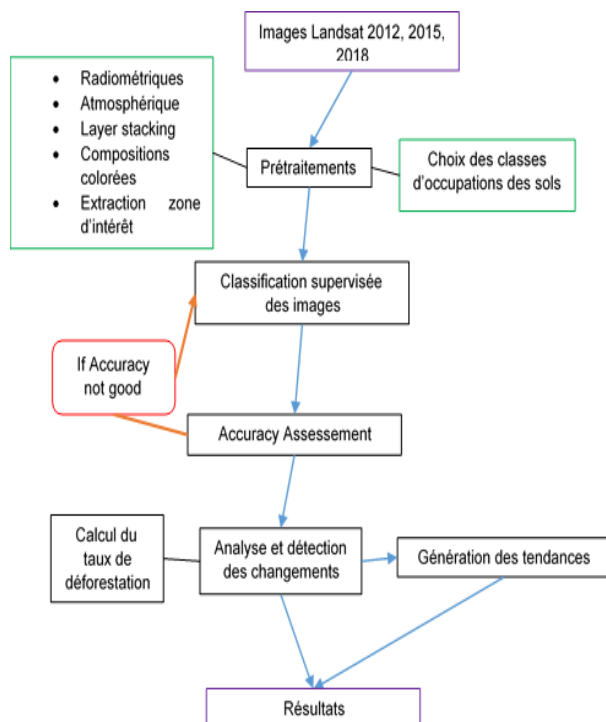 Images Landsat 2012, 2015,
2018
• Radiométriques
• Atmosphérique
• Layer stacking
• Compositions
colorées
• Extraction zone
d'intérêt
Prétraitements
Choix des classes
d'occupations des sols
Classification supervisée
des images
If Accuracy
not good
Accuracy Assessment
Calcul du
taux de
déforestation
Analyse et détection
des changements
Génération des tendances
Résultats